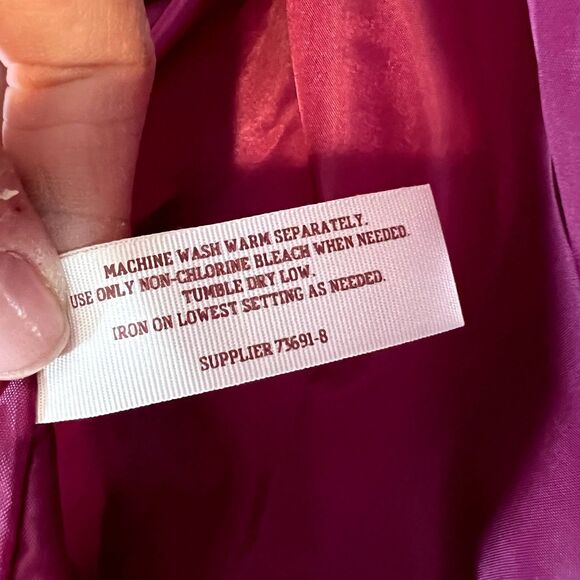 MACHINE WASH WARM SEPARATELY.
USE ONLY NON-CHLORINE BLEACH WHEN NEEDED.
TUMBLE DRY LOW.
IRON ON LOWEST SETTING AS NEEDED.
SUPPLIER 73691-8